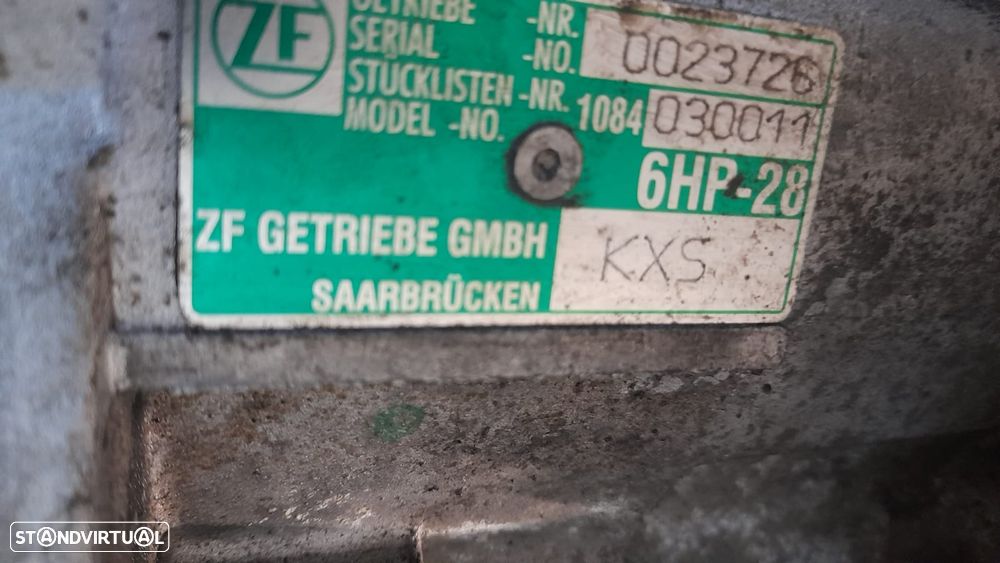 ZF
GETRIEBE -NR.
SERIAL -NO. 0023726
STÜCKLISTEN -NR. 1084 030011
MODEL -NO.
6HP-28
ZF GETRIEBE GMBH KXS
SAARBRÜCKEN
STANDVIRTUAL